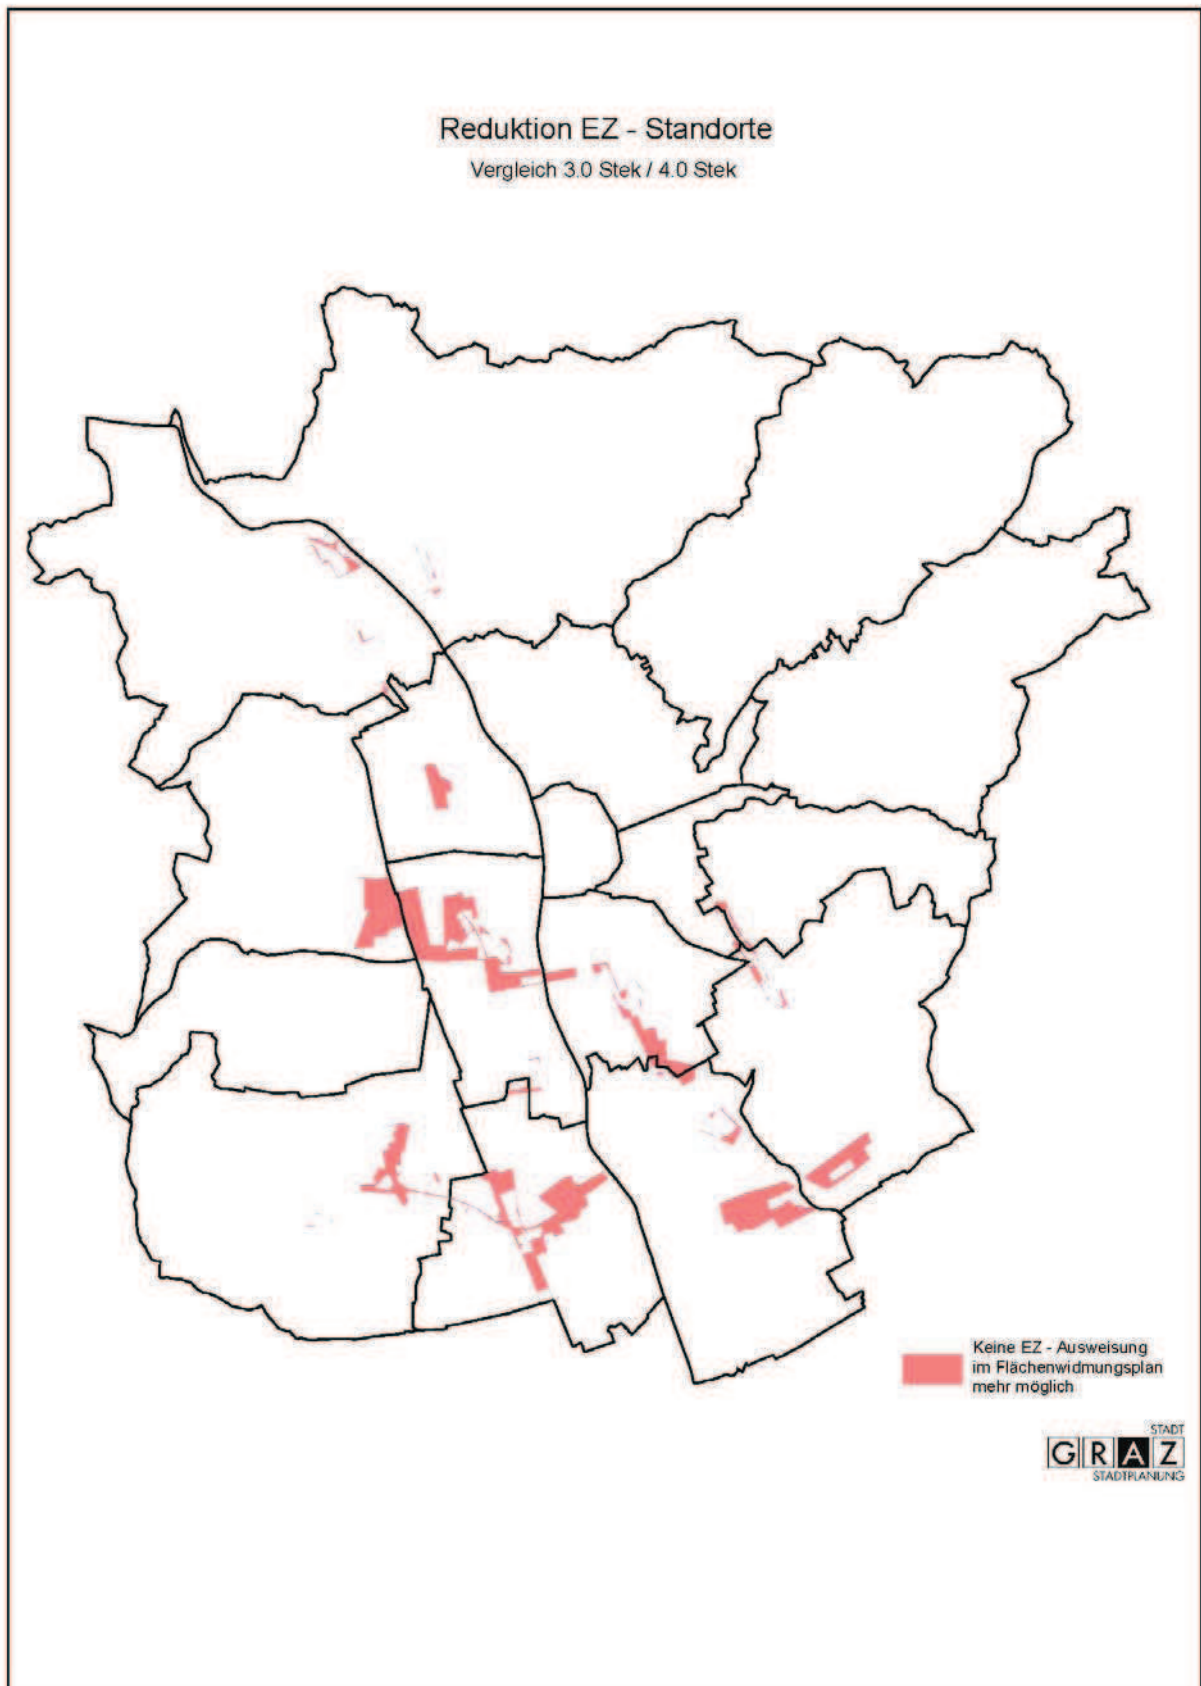 Reduktion EZ - Standorte
Vergleich 3.0 Stek / 4.0 Stek
Keine EZ - Ausweisung
im Flächenwidmungsplan
mehr möglich
STADT
GRAZ
STADTPLANUNG